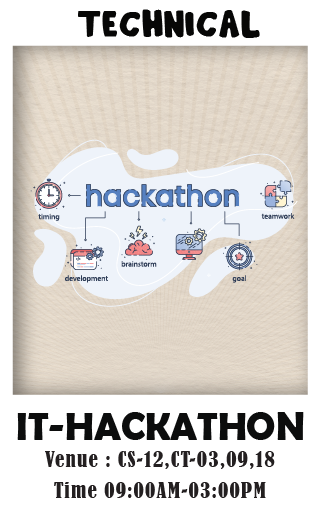 TECHNICAL
hackathon
timing
teamwork
brainstorm
development
goal
IT-HACKATHON
Venue : CS-12,CT-03,09,18
Time 09:00AM-03:00PM